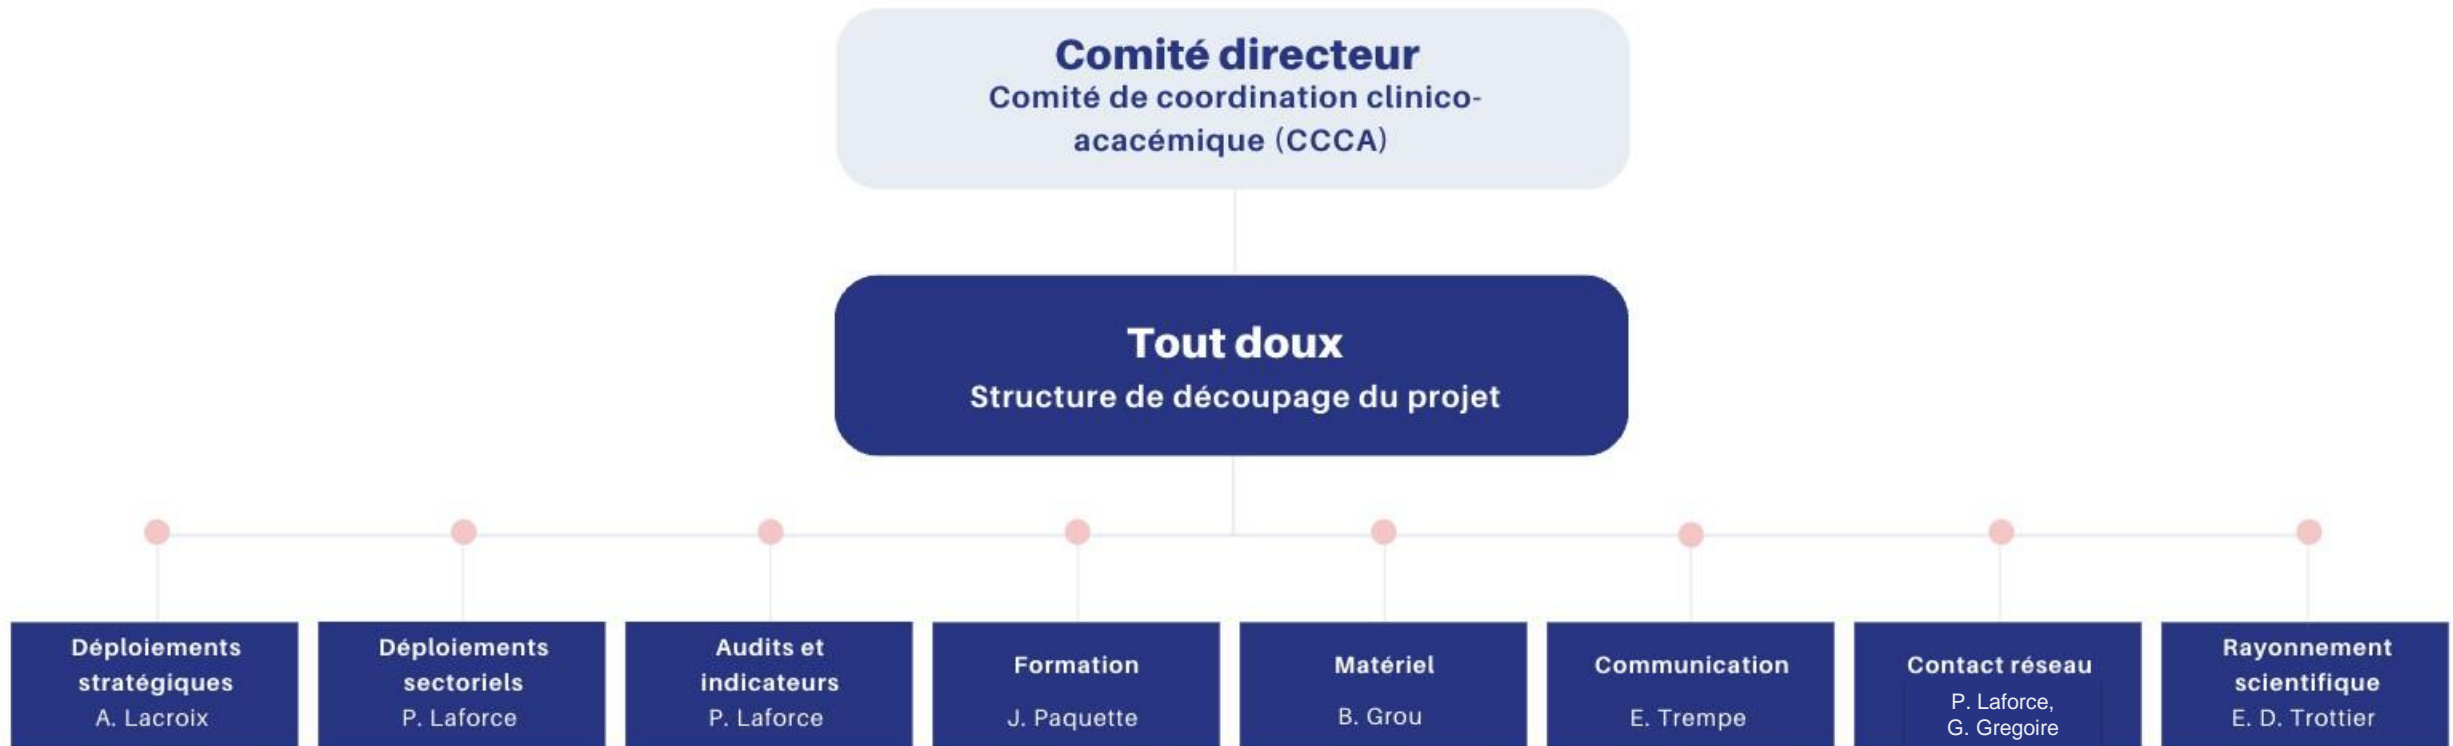 Comité directeur
Comité de coordination clinico-
acacémique (CCCA)
Tout doux
Structure de découpage du projet
Déploiements
stratégiques
A. Lacroix
Déploiements
sectoriels
P. Laforce
Audits et
indicateurs
P. Laforce
Formation
J. Paquette
Matériel
B. Grou
Communication
E. Trempe
Contact réseau
P. Laforce,
G. Gregoire
Rayonnement
scientifique
E. D. Trottier